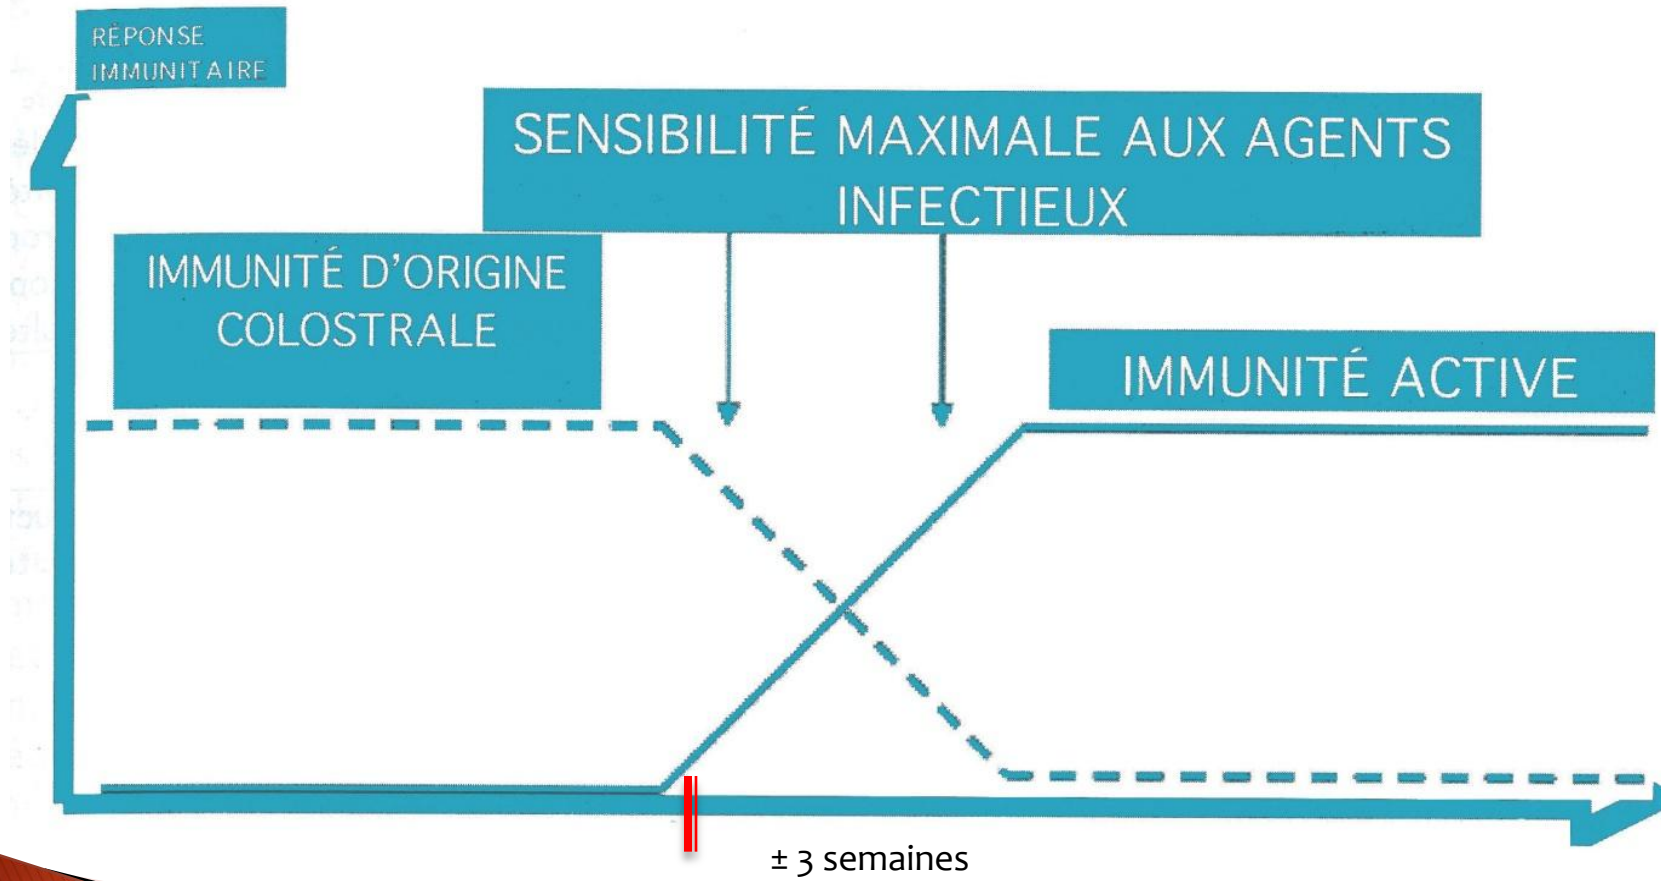 RÉPONSE
IMMUNITAIRE
SENSIBILITÉ MAXIMALE AUX AGENTS
INFECTIEUX
IMMUNITÉ D'ORIGINE
COLOSTRALE
IMMUNITÉ ACTIVE
± 3 semaines